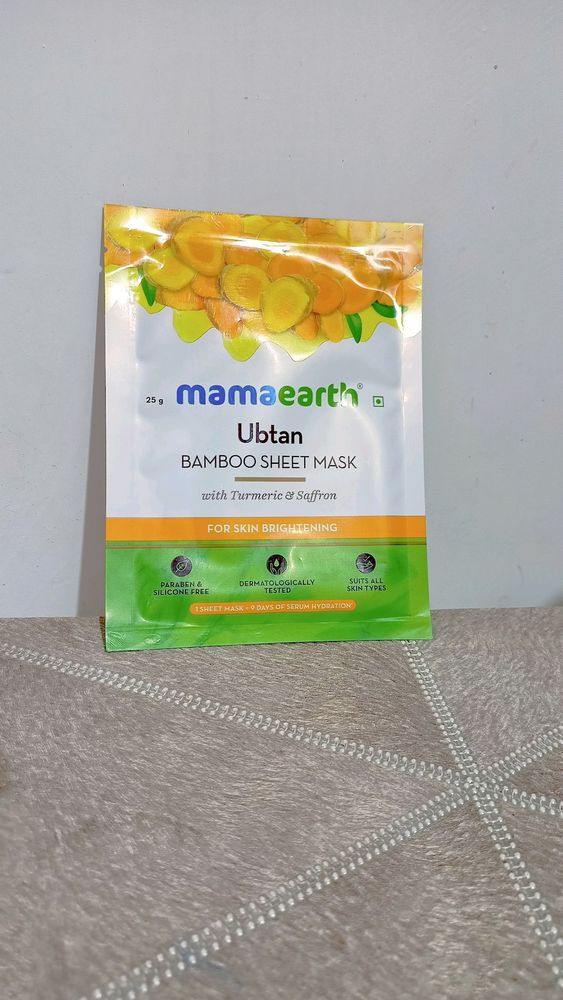 25 g mamaearth®
Ubtan
BAMBOO SHEET MASK
with Turmeric & Saffron
FOR SKIN BRIGHTENING
PARABEN &
SILICONE FREE
DERMATOLOGICALLY
TESTED
SUITS ALL
SKIN TYPES
1 SHEET MASK = 9 DAYS OF SERUM HYDRATION*